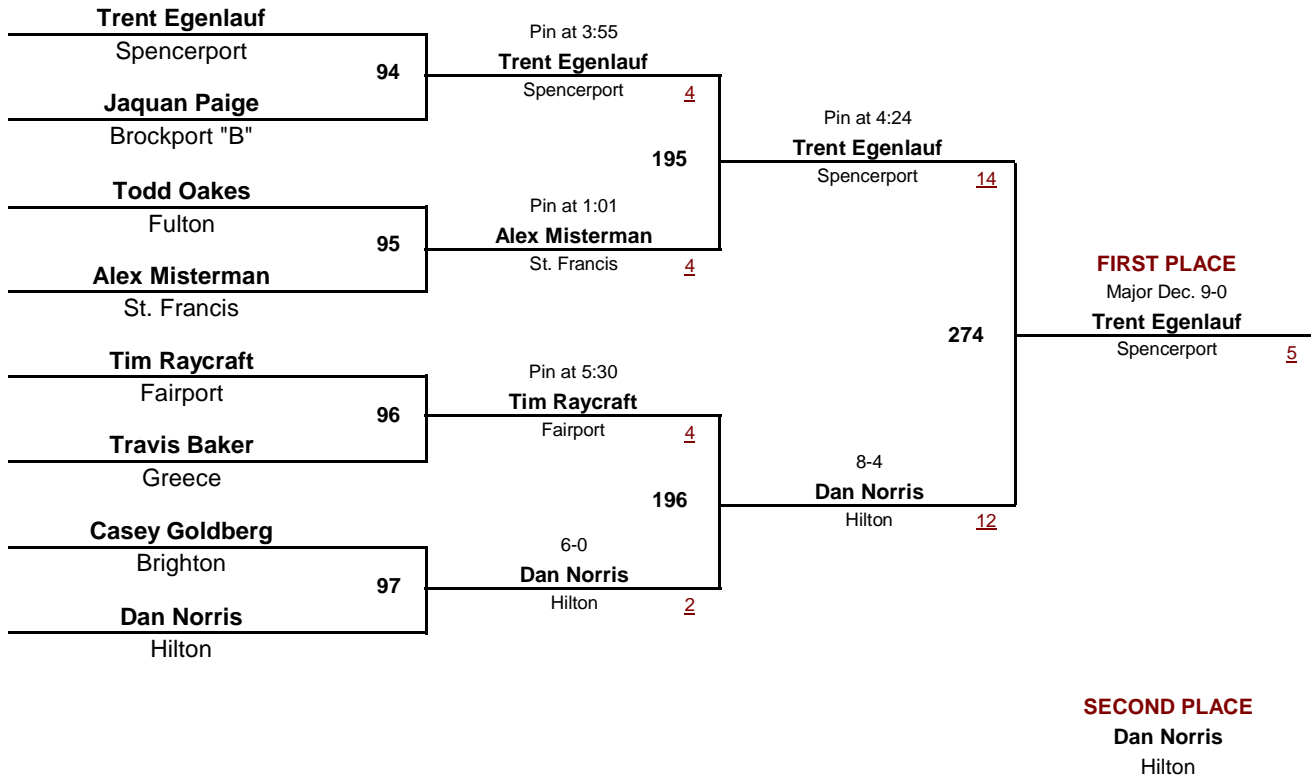 Trent Egenlauf
Spencerport
94
Jaquan Paige
Brockport "B"
Todd Oakes
Fulton
95
Alex Misterman
St. Francis
Tim Raycraft
Fairport
96
Travis Baker
Greece
Casey Goldberg
Brighton
97
Dan Norris
Hilton
Pin at 3:55
Trent Egenlauf
Spencerport 4
195
Pin at 1:01
Alex Misterman
St. Francis 4
Pin at 5:30
Tim Raycraft
Fairport 4
196
6-0
Dan Norris
Hilton 2
Pin at 4:24
Trent Egenlauf
Spencerport 14
274
8-4
Dan Norris
Hilton 12
FIRST PLACE
Major Dec. 9-0
Trent Egenlauf
Spencerport 5
SECOND PLACE
Dan Norris
Hilton